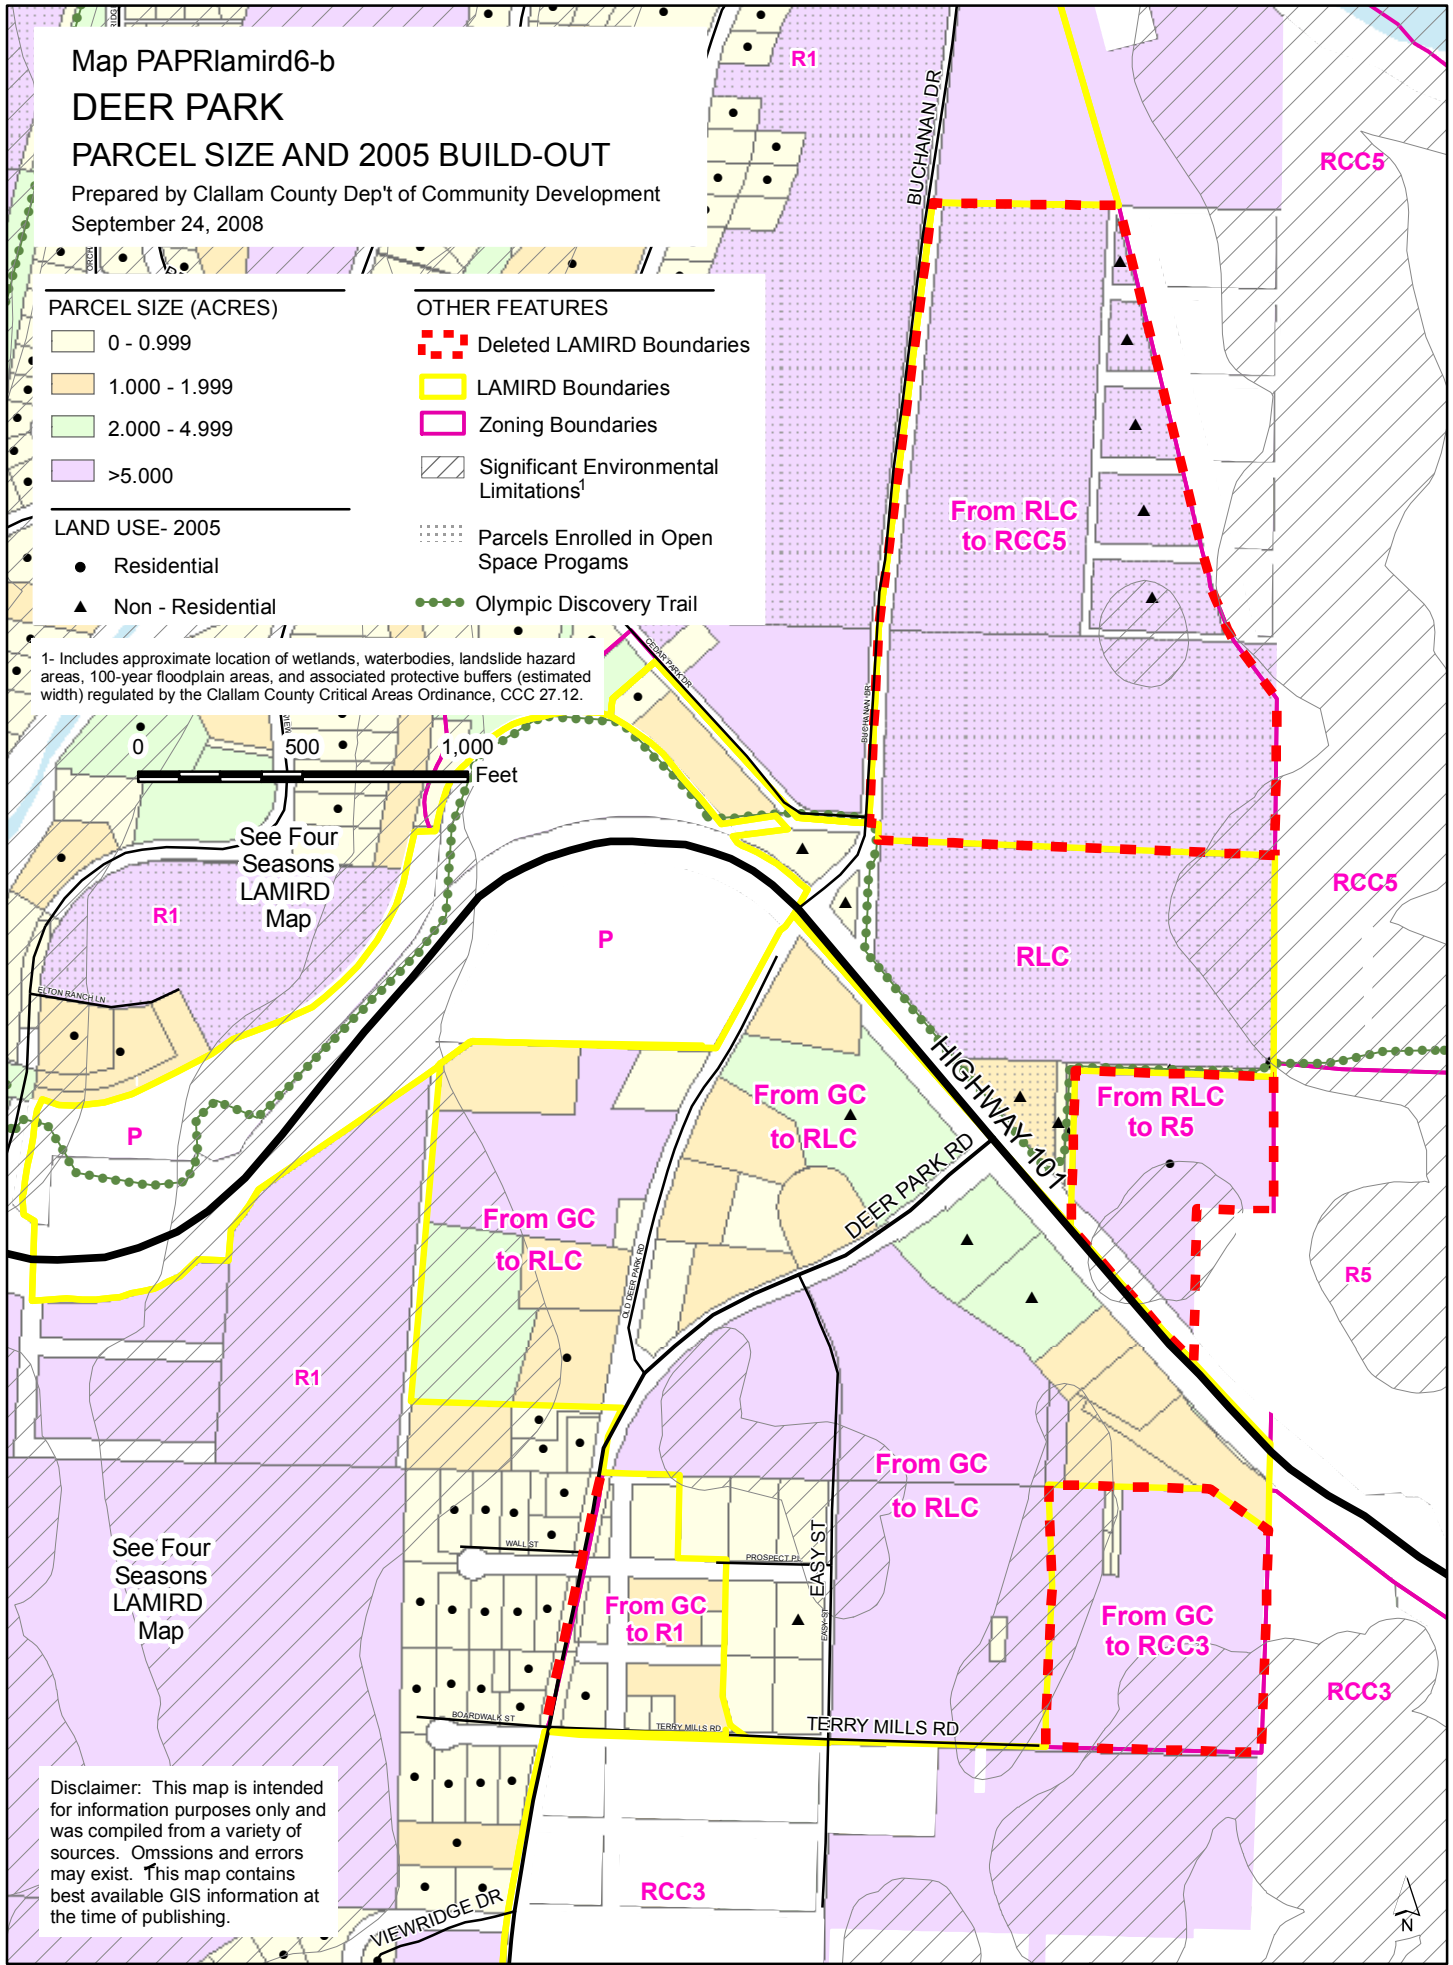 Map PAPRlamird6-b
DEER PARK
PARCEL SIZE AND 2005 BUILD-OUT
Prepared by Clallam County Dep't of Community Development
September 24, 2008
PARCEL SIZE (ACRES)
0 - 0.999
1.000 - 1.999
2.000 - 4.999
>5.000
LAND USE- 2005
Residential
Non - Residential
OTHER FEATURES
Deleted LAMIRD Boundaries
LAMIRD Boundaries
Zoning Boundaries
Significant Environmental
Limitations1
Parcels Enrolled in Open
Space Progams
Olympic Discovery Trail
1- Includes approximate location of wetlands, waterbodies, landslide hazard
areas, 100-year floodplain areas, and associated protective buffers (estimated
width) regulated by the Clallam County Critical Areas Ordinance, CCC 27.12.
0 500 1,000
Feet
R1
BUCHANAN DR
RCC5
From RLC
to RCC5
CEDAR PARK DR
BUCHANAN DR
VIEW
See Four
Seasons
LAMIRD
Map
R1
P
RCC5
RLC
ELTON RANCH LN
HIGHWAY 101
From GC
to RLC
From RLC
to R5
P
DEER PARK RD
From GC
to RLC
OLD DEER PARK RD
R5
R1
From GC
to RLC
See Four
Seasons
LAMIRD
Map
WALL ST
PROSPECT PL
EASY ST
EASY ST
From GC
to R1
From GC
to RCC3
RCC3
BOARDWALK ST
TERRY MILLS RD
TERRY MILLS RD
Disclaimer: This map is intended
for information purposes only and
was compiled from a variety of
sources. Omssions and errors
may exist. This map contains
best available GIS information at
the time of publishing.
VIEWRIDGE DR
RCC3
N